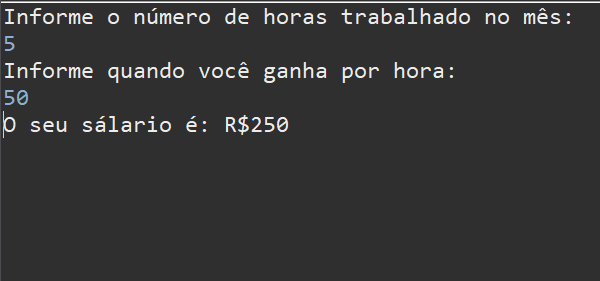 Informe o número de horas trabalhado no mês:
5
Informe quando você ganha por hora:
50
O seu sálario é: R$250